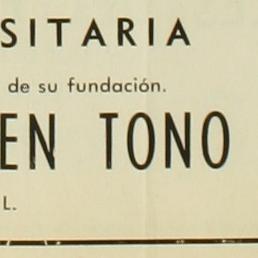 SITARIA
de su fundación.
EN TONO
L.